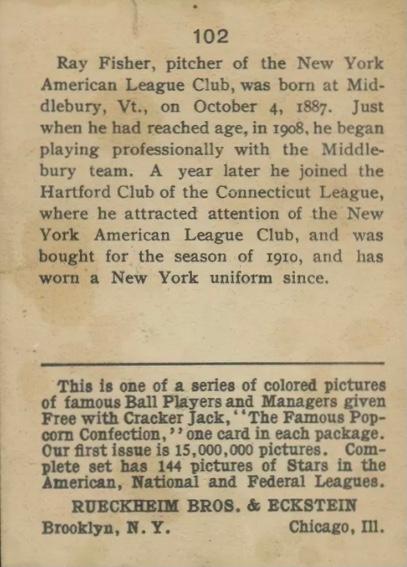 102
Ray Fisher, pitcher of the New York
American League Club, was born at Mid-
dlebury, Vt., on October 4, 1887. Just
when he had reached age, in 1908, he began
playing professionally with the Middle-
bury team. A year later he joined the
Hartford Club of the Connecticut League,
where he attracted attention of the New
York American League Club, and was
bought for the season of 1910, and has
worn a New York uniform since.
This is one of a series of colored pictures
of famous Ball Players and Managers given
Free with Cracker Jack, "The Famous Pop-
corn Confection," one card in each package.
Our first issue is 15,000,000 pictures. Com-
plete set has 144 pictures of Stars in the
American, National and Federal Leagues.
RUECKHEIM BROS. & ECKSTEIN
Brooklyn, N. Y. Chicago, Ill.